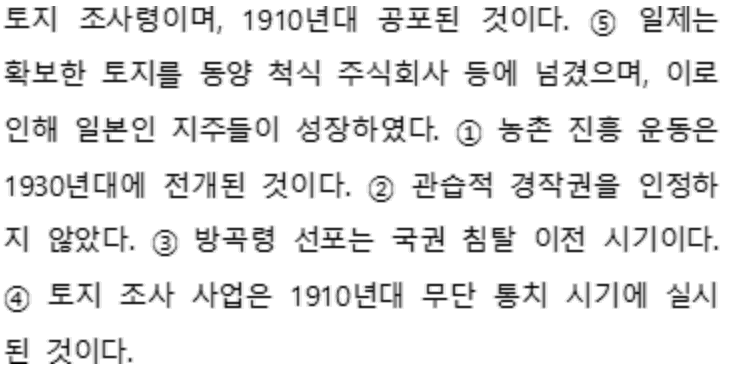 토지 조사령이며, 1910년대 공포된 것이다. ⑤ 일제는
확보한 토지를 동양 척식 주식회사 등에 넘겼으며, 이로
인해 일본인 지주들이 성장하였다. ① 농촌 진흥 운동은
1930년대에 전개된 것이다. ② 관습적 경작권을 인정하
지 않았다. ③ 방곡령 선포는 국권 침탈 이전 시기이다.
④ 토지 조사 사업은 1910년대 무단 통치 시기에 실시
된 것이다.